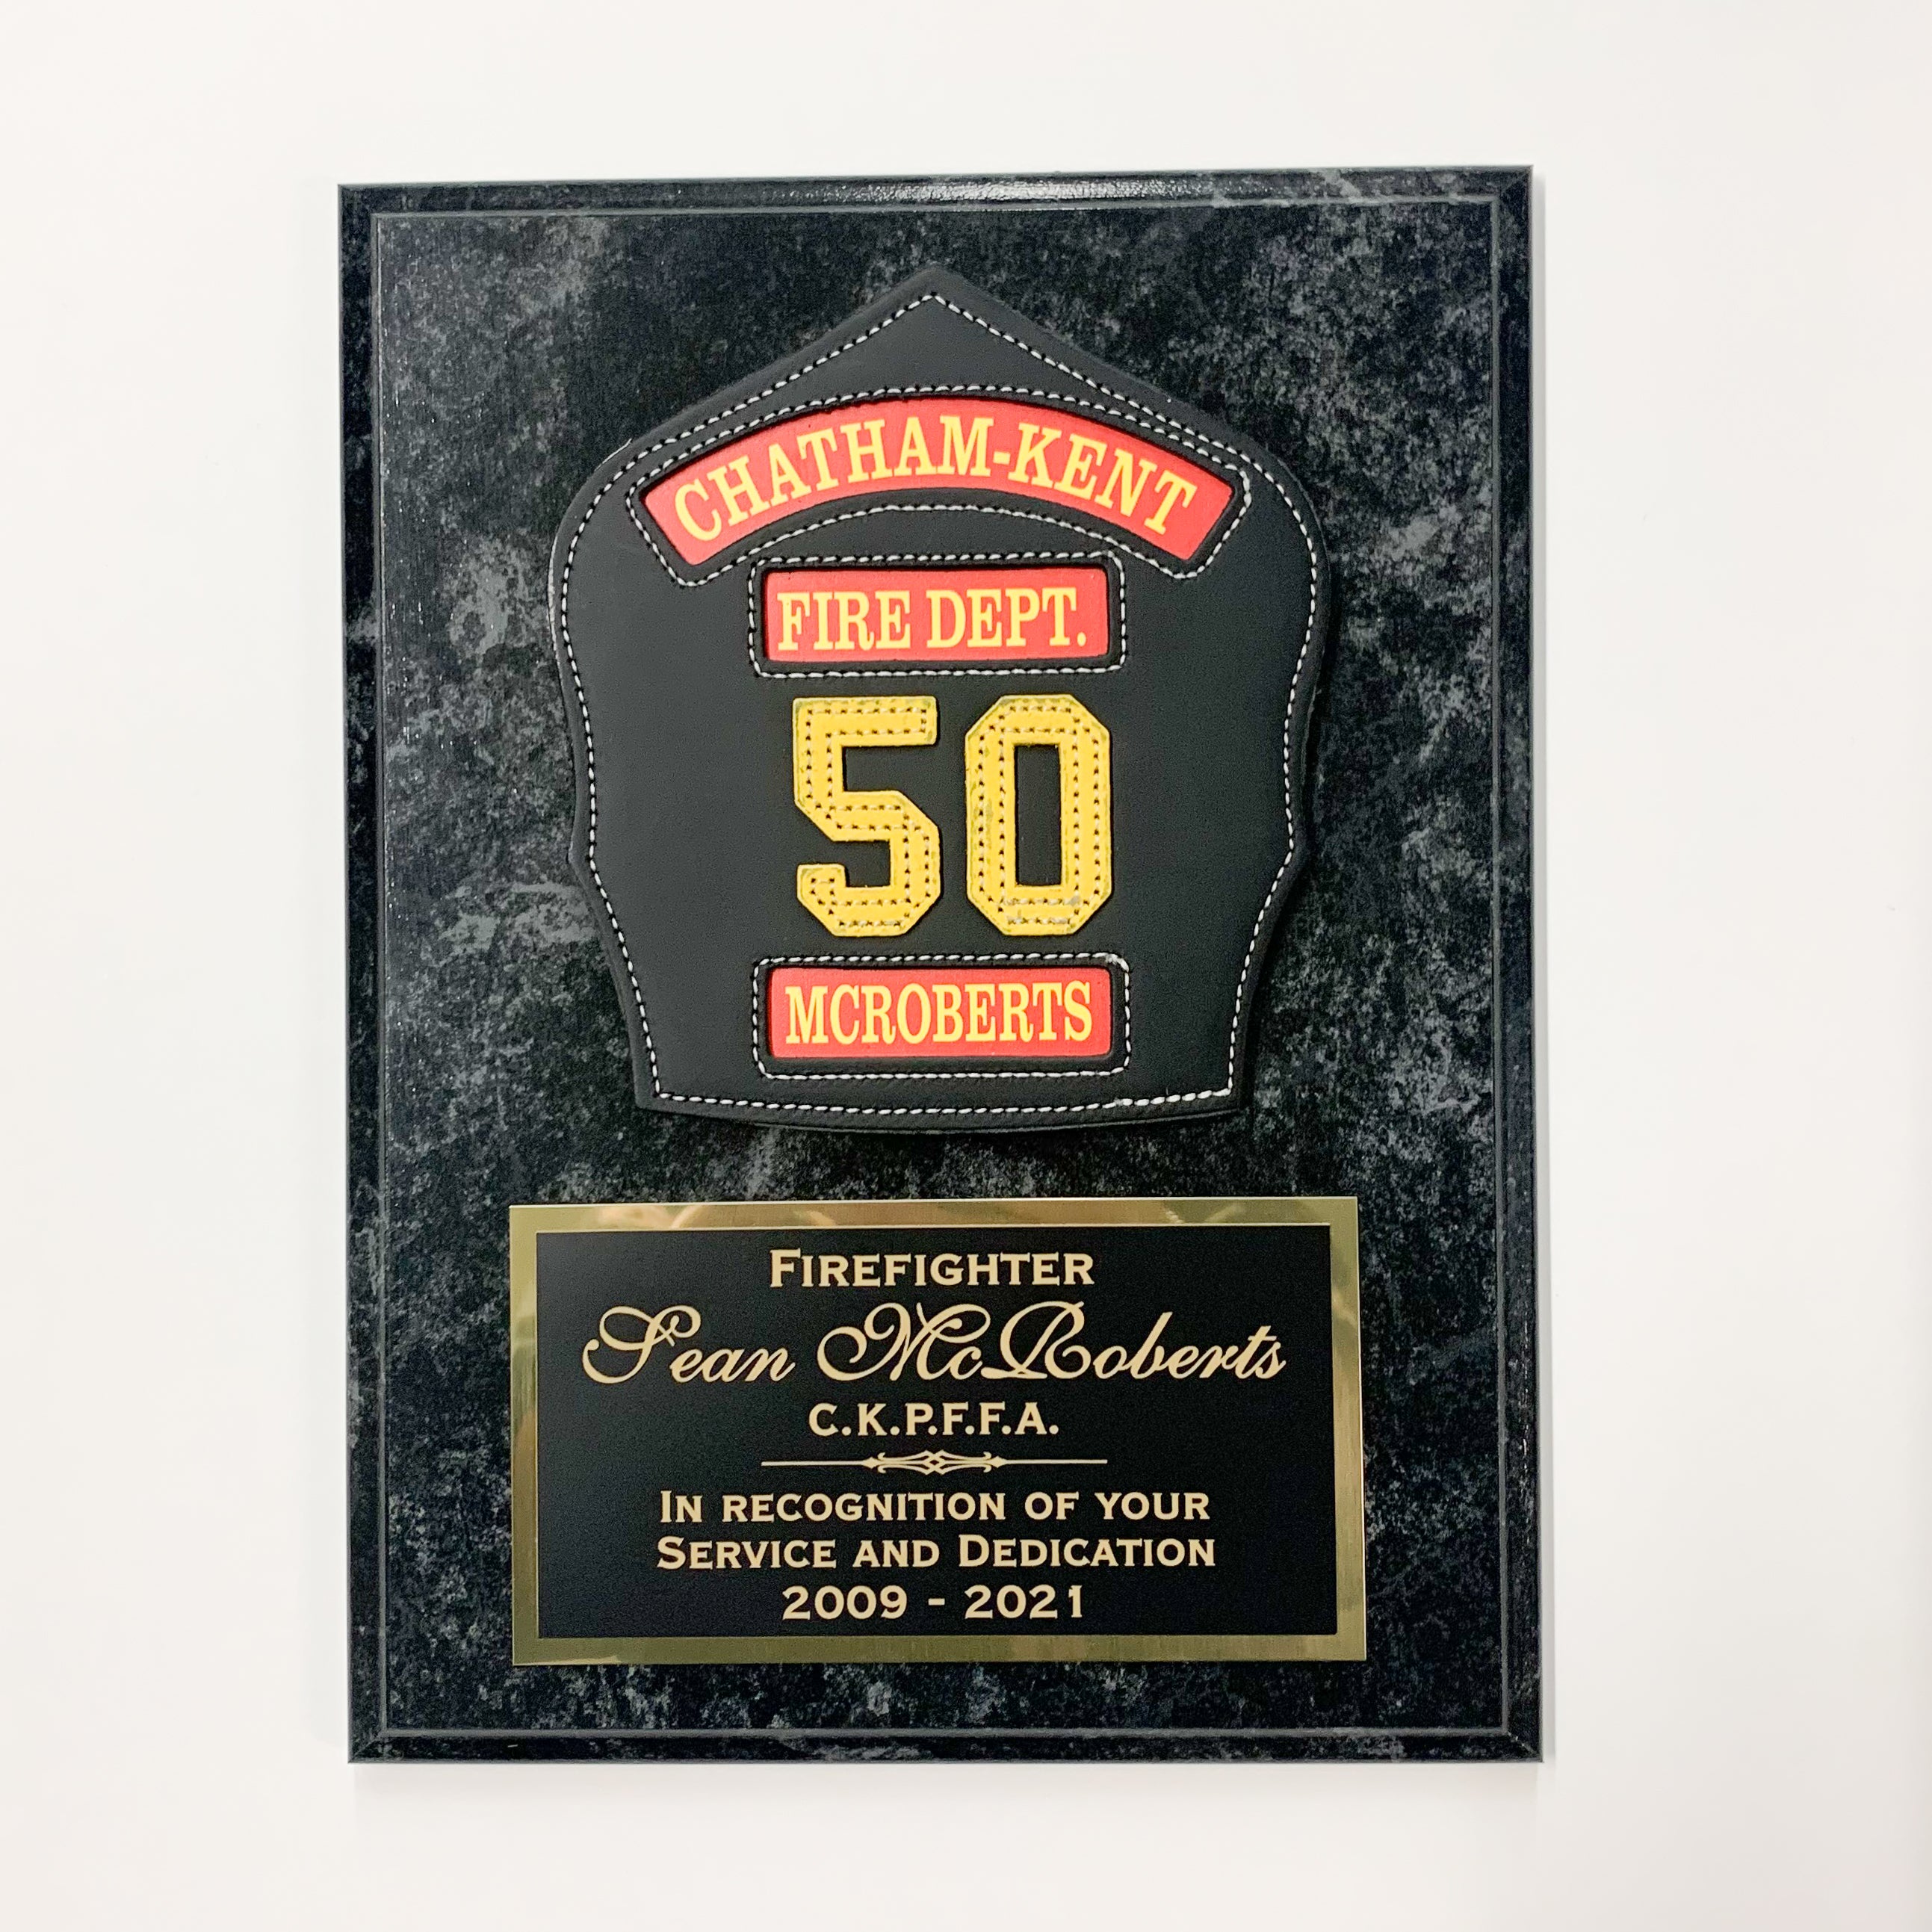 CHATHAM-KENT
FIRE DEPT.
50
MCROBERTS
FIREFIGHTER
Sean McRoberts
C.K.P.F.F.A.
IN RECOGNITION OF YOUR
SERVICE AND DEDICATION
2009 - 2021